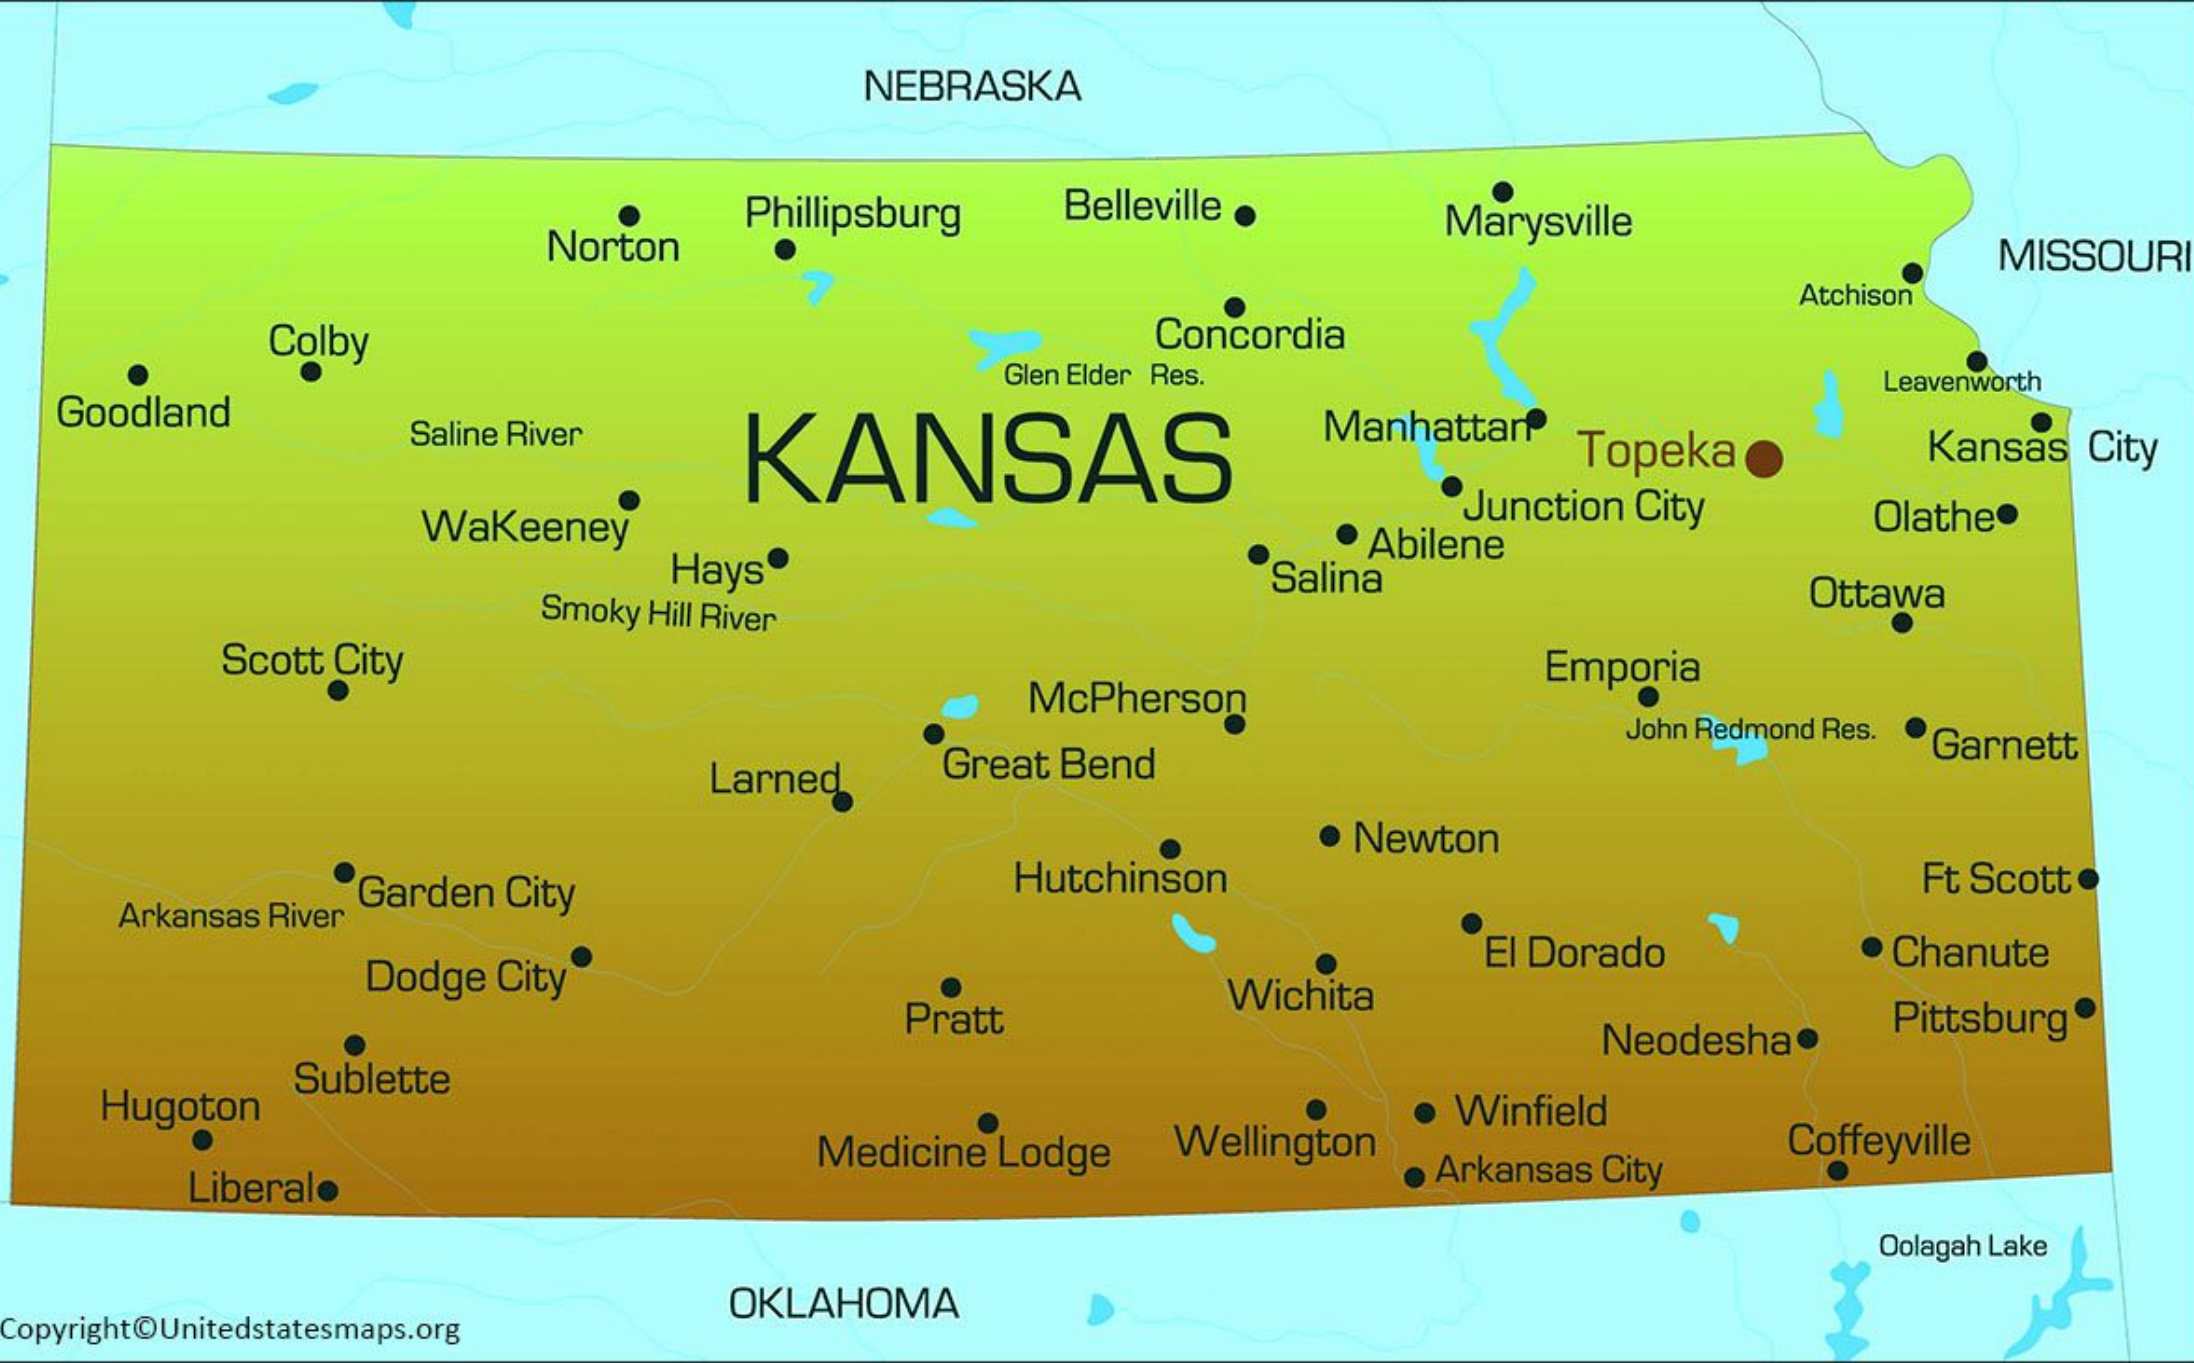 NEBRASKA
Belleville
Phillipsburg
Marysville
Norton
MISSOURI
Atchison
Concordia
Colby
Glen Elder Res.
Leavenworth
Goodland
Manhattan
Saline River
Kansas City
Topeka
KANSAS
Junction City
Olathe
WaKeeney
Abilene
Hays
Salina
Ottawa
Smoky Hill River
Scott City
Emporia
McPherson
John Redmond Res.
Garnett
Great Bend
Larned
Newton
Hutchinson
Ft Scott
Garden City
Arkansas River
El Dorado
Chanute
Dodge City
Wichita
Pratt
Pittsburg
Neodesha
Sublette
Hugoton
Winfield
Wellington
Coffeyville
Medicine Lodge
Arkansas City
Liberal
Oolagah Lake
OKLAHOMA
Copyright©Unitedstatesmaps.org